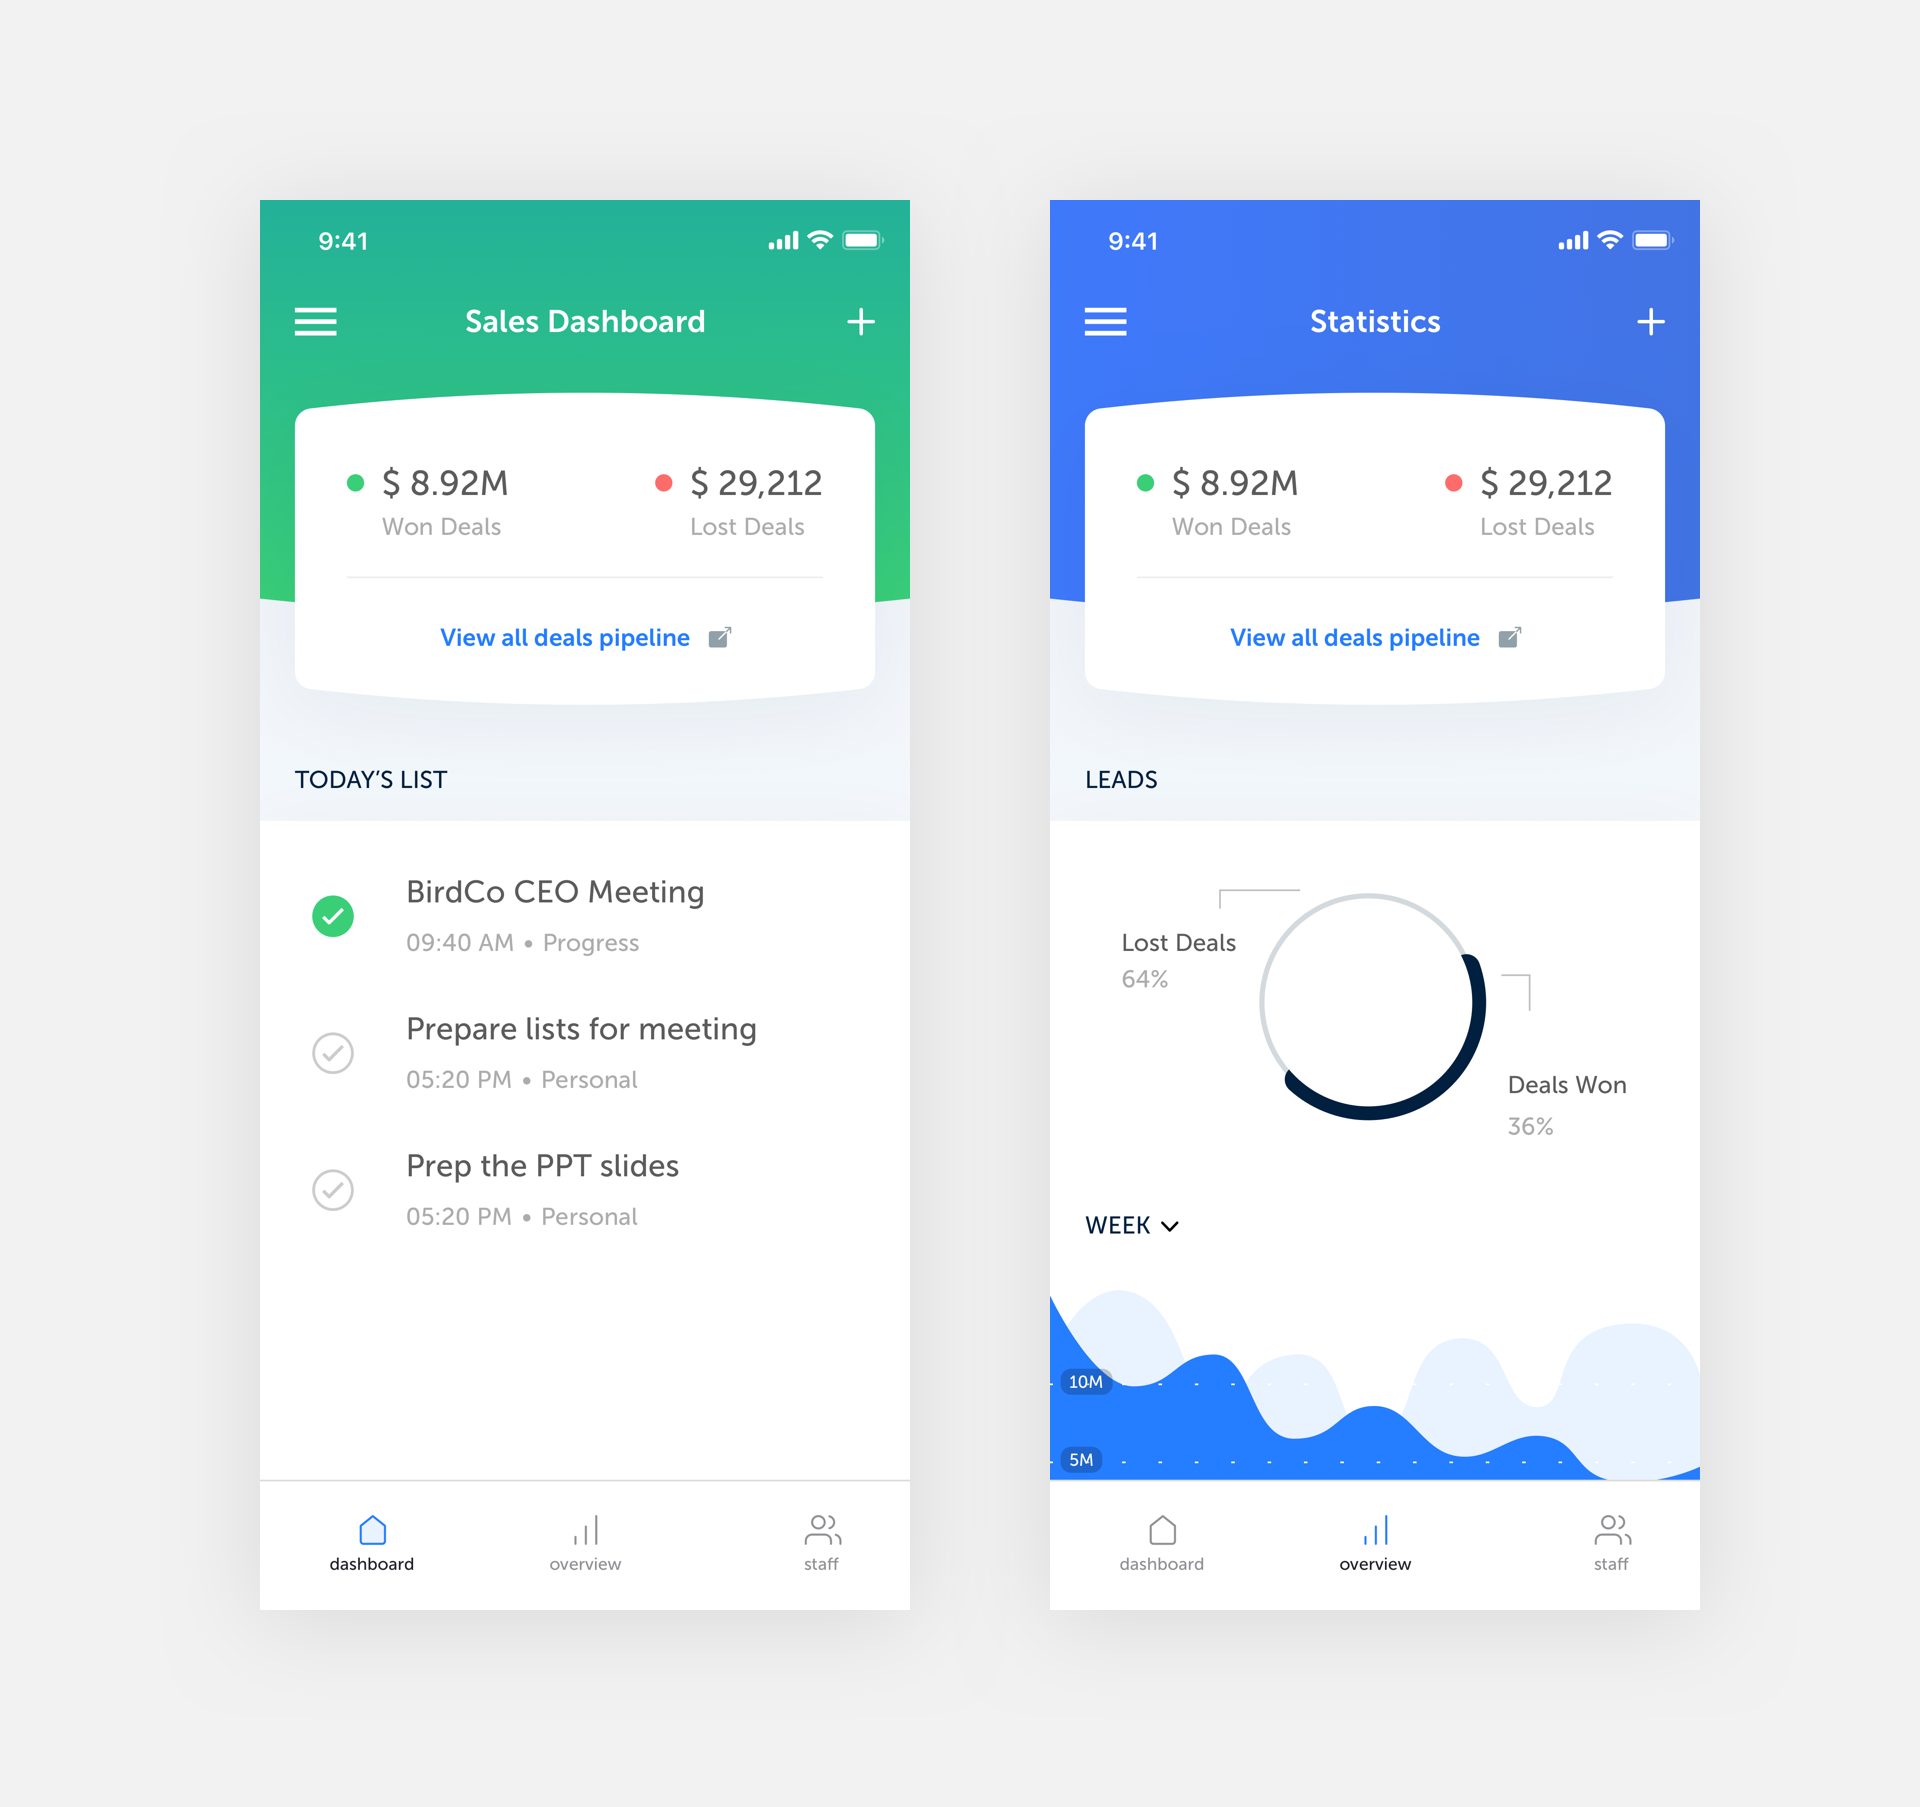 9:41
Sales Dashboard
$ 8.92M
$ 29,212
Won Deals
Lost Deals
View all deals pipeline
TODAY’S LIST
BirdCo CEO Meeting
09:40 AM • Progress
Prepare lists for meeting
05:20 PM • Personal
Prep the PPT slides
05:20 PM • Personal
dashboard
overview
staff
9:41
Statistics
$ 8.92M
$ 29,212
Won Deals
Lost Deals
View all deals pipeline
LEADS
Lost Deals
64%
Deals Won
36%
WEEK
10M
5M
dashboard
overview
staff